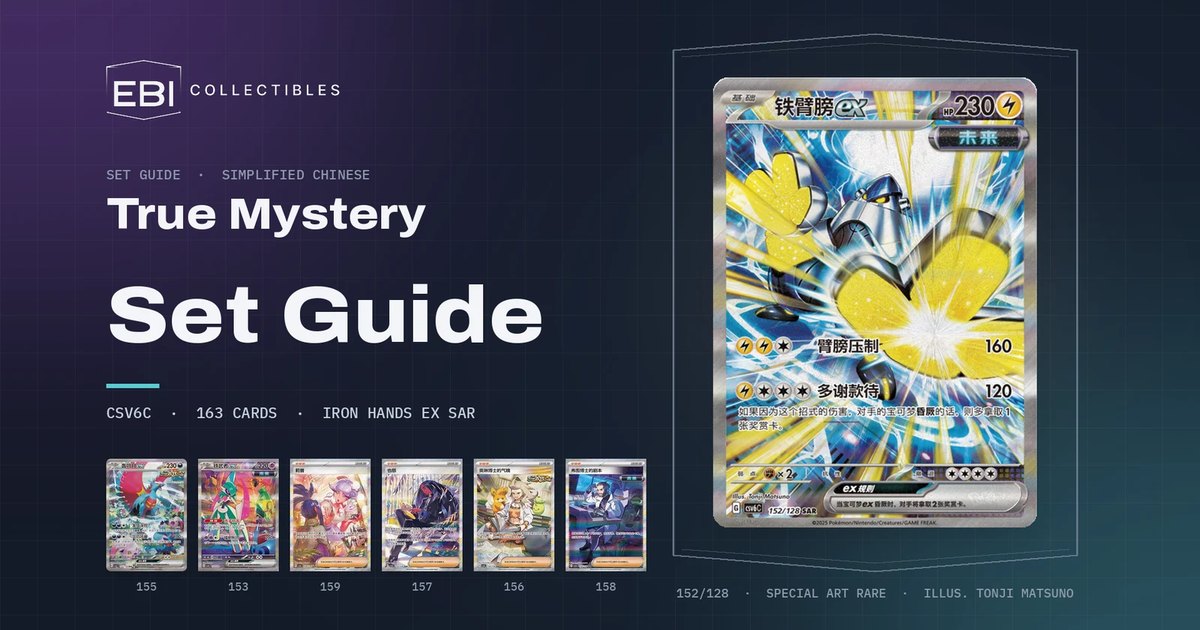 EBI COLLECTIBLES
SET GUIDE · SIMPLIFIED CHINESE
True Mystery
Set Guide
CSV6C · 163 CARDS · IRON HANDS EX SAR
155
153
159
157
156
158
基础 铁臂膀ex HP230
未来
臂膀压制 160
多谢款待 120
如果因为这个招式的伤害,对手的宝可梦昏厥的话,则多拿取1
张奖赏卡。
弱点 ×2
ex规则
当宝可梦ex昏厥时,对手将拿取2张奖赏卡。
Illus. Tonji Matsuno
G CSV6C 152/128 SAR
©2025 Pokémon/Nintendo/Creatures/GAME FREAK
152/128 · SPECIAL ART RARE · ILLUS. TONJI MATSUNO